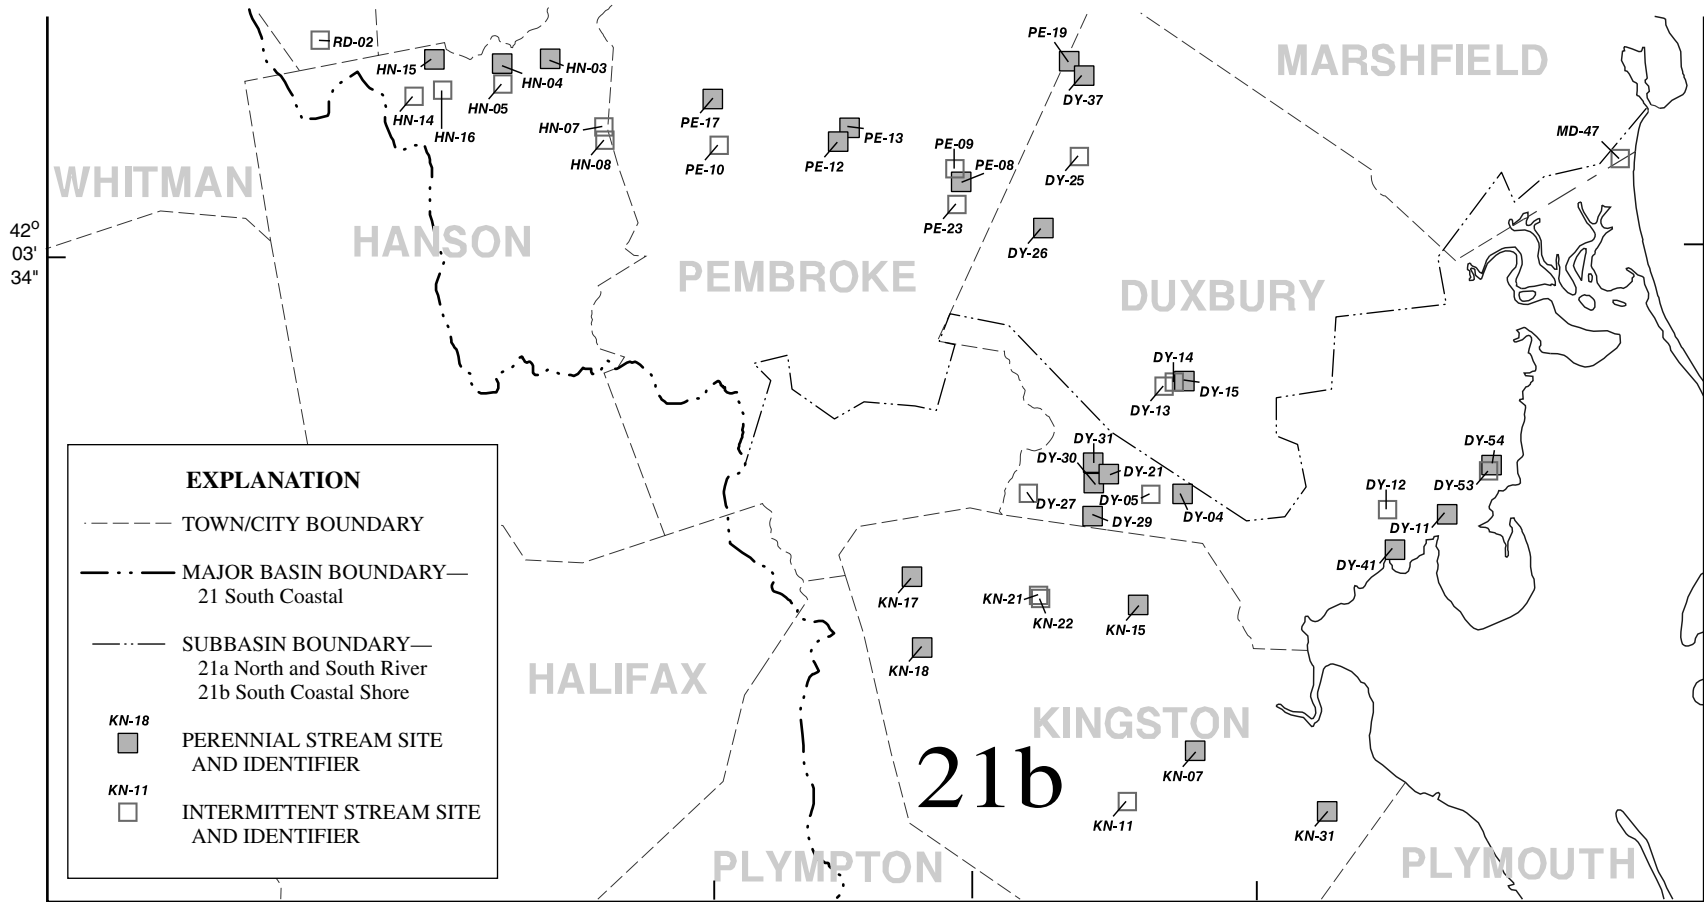 RD-02
HN-15
HN-04
HN-03
HN-14
HN-16
HN-05
HN-07
HN-08
PE-17
PE-10
PE-13
PE-12
PE-09
PE-08
PE-23
PE-19
DY-37
DY-25
DY-26
MARSHFIELD
MD-47
WHITMAN
HANSON
PEMBROKE
DUXBURY
42o
03'
34"
DY-14
DY-15
DY-13
DY-31
DY-30
DY-21
DY-27
DY-05
DY-04
DY-29
DY-54
DY-53
DY-12
DY-11
DY-41
KN-17
KN-21
KN-22
KN-15
KN-18
HALIFAX
KINGSTON
21b
KN-07
KN-11
KN-31
PLYMPTON
PLYMOUTH
EXPLANATION
TOWN/CITY BOUNDARY
MAJOR BASIN BOUNDARY—
21 South Coastal
SUBBASIN BOUNDARY—
21a North and South River
21b South Coastal Shore
KN-18
PERENNIAL STREAM SITE
AND IDENTIFIER
KN-11
INTERMITTENT STREAM SITE
AND IDENTIFIER